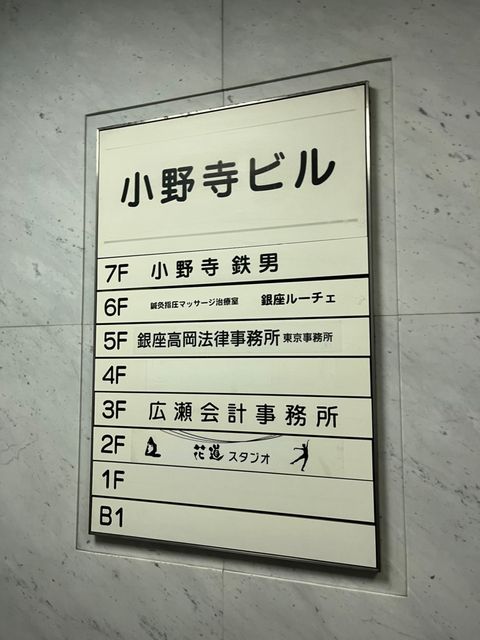 小野寺ビル
7F 小野寺 鉄男
6F 鍼灸指圧マッサージ治療室 銀座ルーチェ
5F 銀座高岡法律事務所 東京事務所
4F
3F 広瀬会計事務所
2F 花道 スタジオ
1F
B1